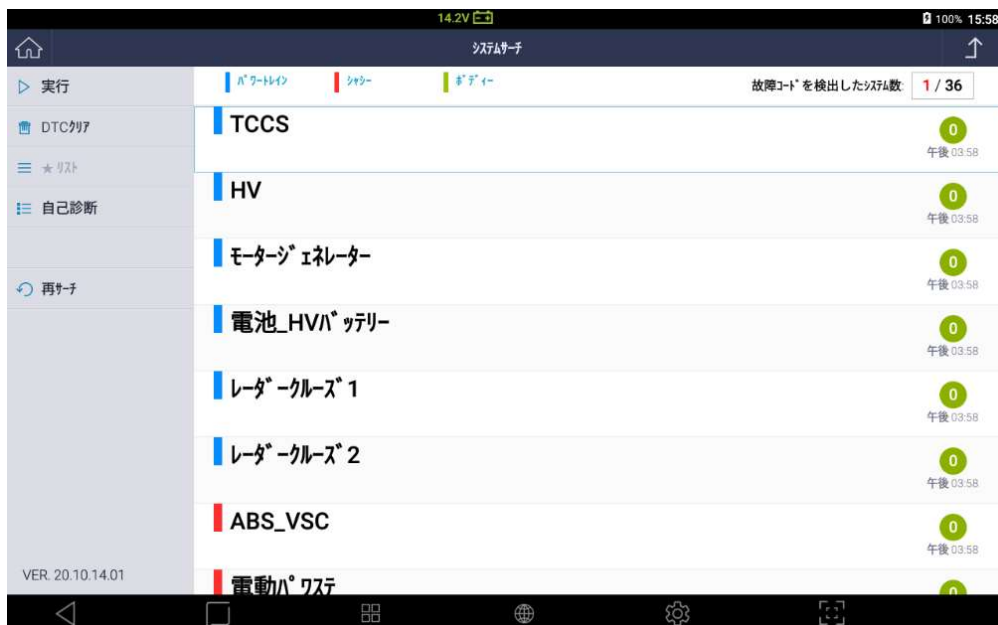 14.2V
100% 15:58
システムサーチ
実行
DTCクリア
★ リスト
自己診断
再サーチ
VER. 20.10.14.01
パワートレイン シャシー ボディー
故障コードを検出したシステム数: 1 / 36
TCCS
0
午後 03:58
HV
0
午後 03:58
モータージェネレーター
0
午後 03:58
電池_HVバッテリー
0
午後 03:58
レーダークルーズ1
0
午後 03:58
レーダークルーズ2
0
午後 03:58
ABS_VSC
0
午後 03:58
電動パワステ
0